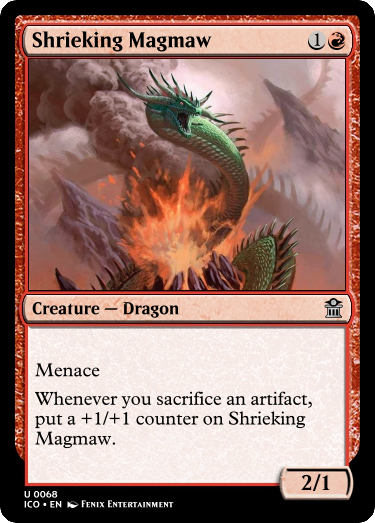 Shrieking Magmaw 1
Creature — Dragon
Menace
Whenever you sacrifice an artifact,
put a +1/+1 counter on Shrieking
Magmaw.
2/1
U 0068
ICO • EN Fenix Entertainment